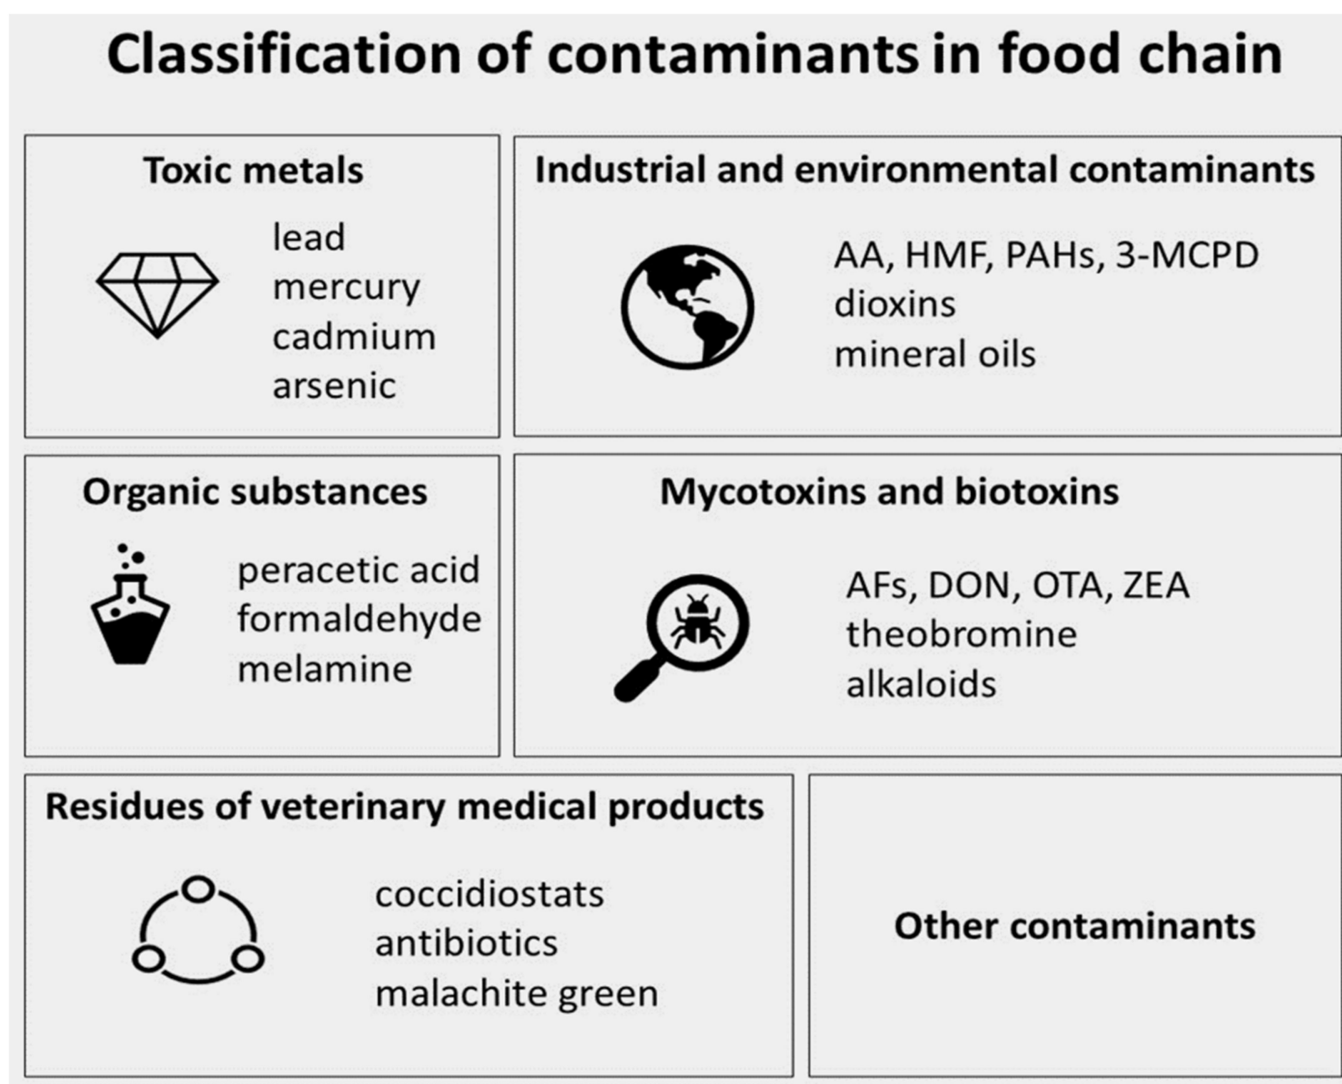 Classification of contaminants in food chain
Toxic metals
lead
mercury
cadmium
arsenic
Industrial and environmental contaminants
AA, HMF, PAHs, 3-MCPD
dioxins
mineral oils
Organic substances
peracetic acid
formaldehyde
melamine
Mycotoxins and biotoxins
AFs, DON, OTA, ZEA
theobromine
alkaloids
Residues of veterinary medical products
coccidiostats
antibiotics
malachite green
Other contaminants